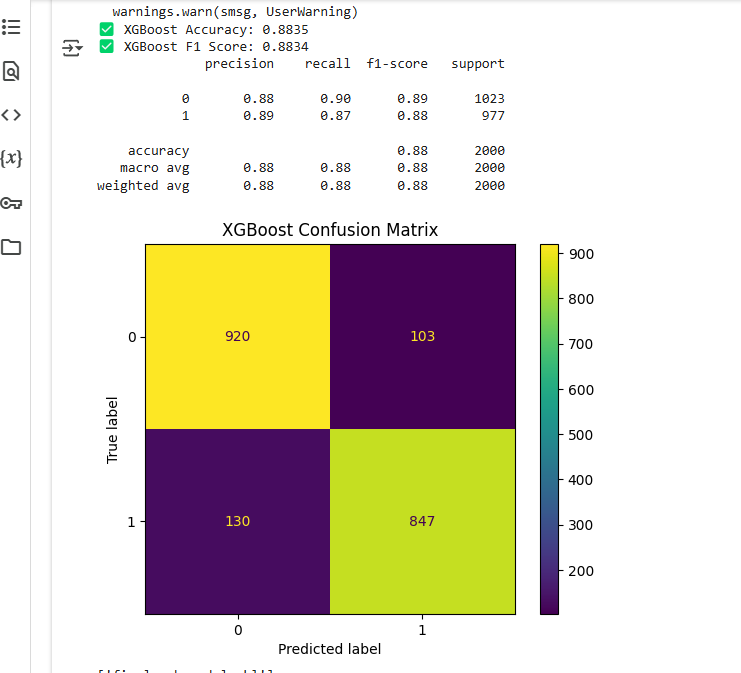 warnings.warn(smsg, UserWarning)
✅ XGBoost Accuracy: 0.8835
✅ XGBoost F1 Score: 0.8834
precision recall f1-score support
0 0.88 0.90 0.89 1023
1 0.89 0.87 0.88 977
accuracy 0.88 2000
macro avg 0.88 0.88 0.88 2000
weighted avg 0.88 0.88 0.88 2000
{x}
XGBoost Confusion Matrix
900
800
700
600
500
400
300
200
True label
0
920 103
1
130 847
0 1
Predicted label